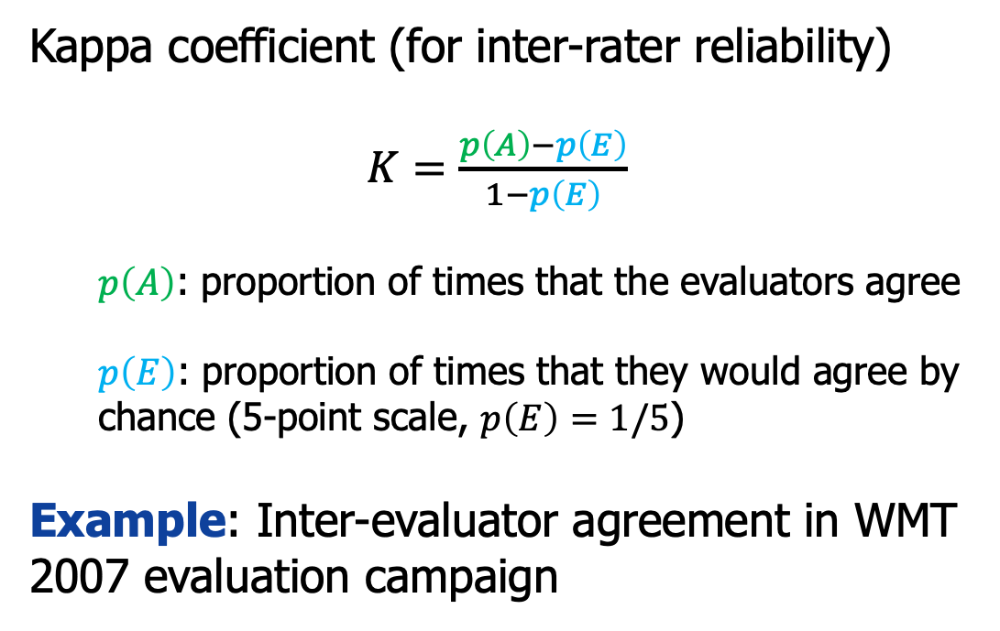 Kappa coefficient (for inter-rater reliability)
K = p(A)−p(E) / 1−p(E)
p(A): proportion of times that the evaluators agree
p(E): proportion of times that they would agree by
chance (5-point scale, p(E) = 1/5)
Example: Inter-evaluator agreement in WMT
2007 evaluation campaign